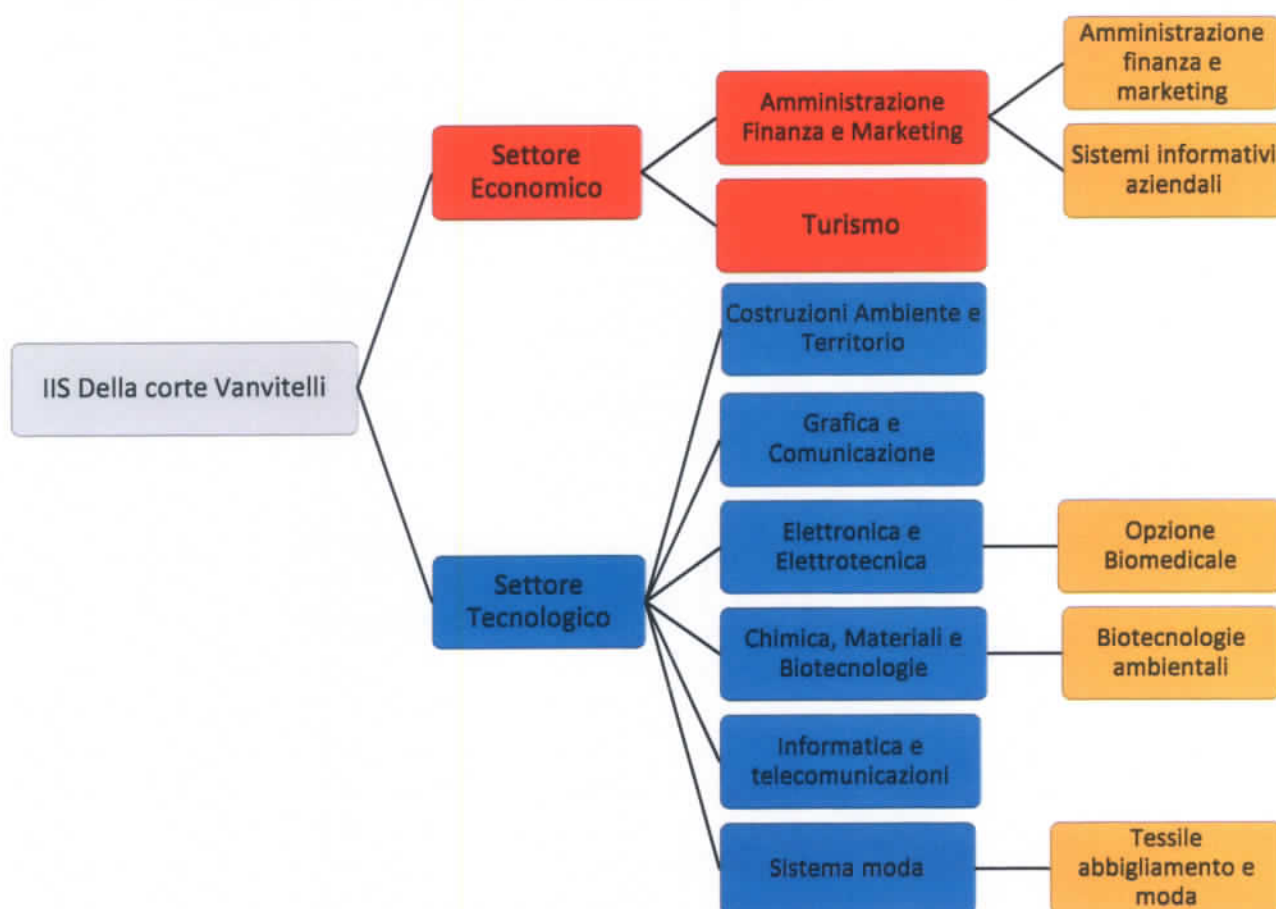 Amministrazione
finanza e
marketing
Amministrazione
Finanza e Marketing
Settore
Economico
Sistemi informativi
aziendali
Turismo
Costruzioni Ambiente e
Territorio
IIS Della corte Vanvitelli
Grafica e
Comunicazione
Elettronica e
Elettrotecnica
Opzione
Biomedicale
Settore
Tecnologico
Chimica, Materiali e
Biotecnologie
Biotecnologie
ambientali
Informatica e
telecomunicazioni
Sistema moda
Tessile
abbigliamento e
moda